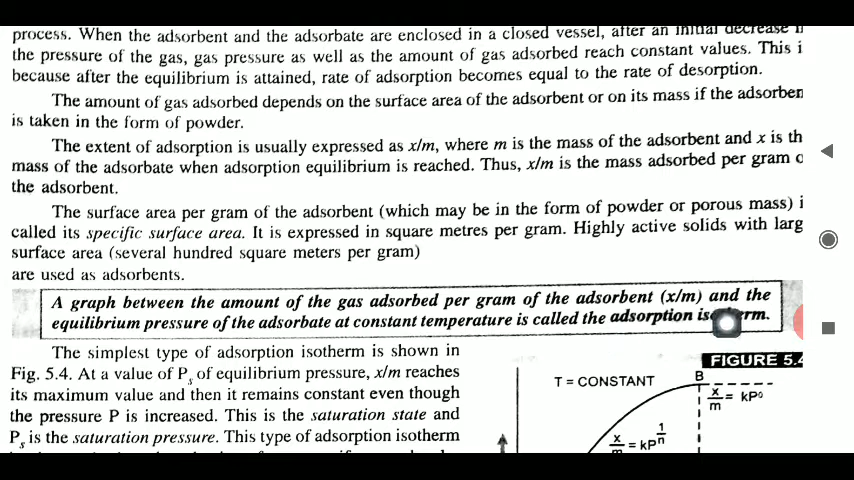 process. When the adsorbent and the adsorbate are enclosed in a closed vessel, after an initial decrease
the pressure of the gas, gas pressure as well as the amount of gas adsorbed reach constant values. This i
because after the equilibrium is attained, rate of adsorption becomes equal to the rate of desorption.
The amount of gas adsorbed depends on the surface area of the adsorbent or on its mass if the adsorben
is taken in the form of powder.
The extent of adsorption is usually expressed as x/m, where m is the mass of the adsorbent and x is th
mass of the adsorbate when adsorption equilibrium is reached. Thus, x/m is the mass adsorbed per gram o
the adsorbent.
The surface area per gram of the adsorbent (which may be in the form of powder or porous mass) i
called its specific surface area. It is expressed in square metres per gram. Highly active solids with larg
surface area (several hundred square meters per gram)
are used as adsorbents.
A graph between the amount of the gas adsorbed per gram of the adsorbent (x/m) and the
equilibrium pressure of the adsorbate at constant temperature is called the adsorption isotherm.
The simplest type of adsorption isotherm is shown in
Fig. 5.4. At a value of Ps of equilibrium pressure, x/m reaches
its maximum value and then it remains constant even though
the pressure P is increased. This is the saturation state and
Ps is the saturation pressure. This type of adsorption isotherm
FIGURE 5.4
T = CONSTANT
B
x/m = kP⁰
x/m = kP^1/n